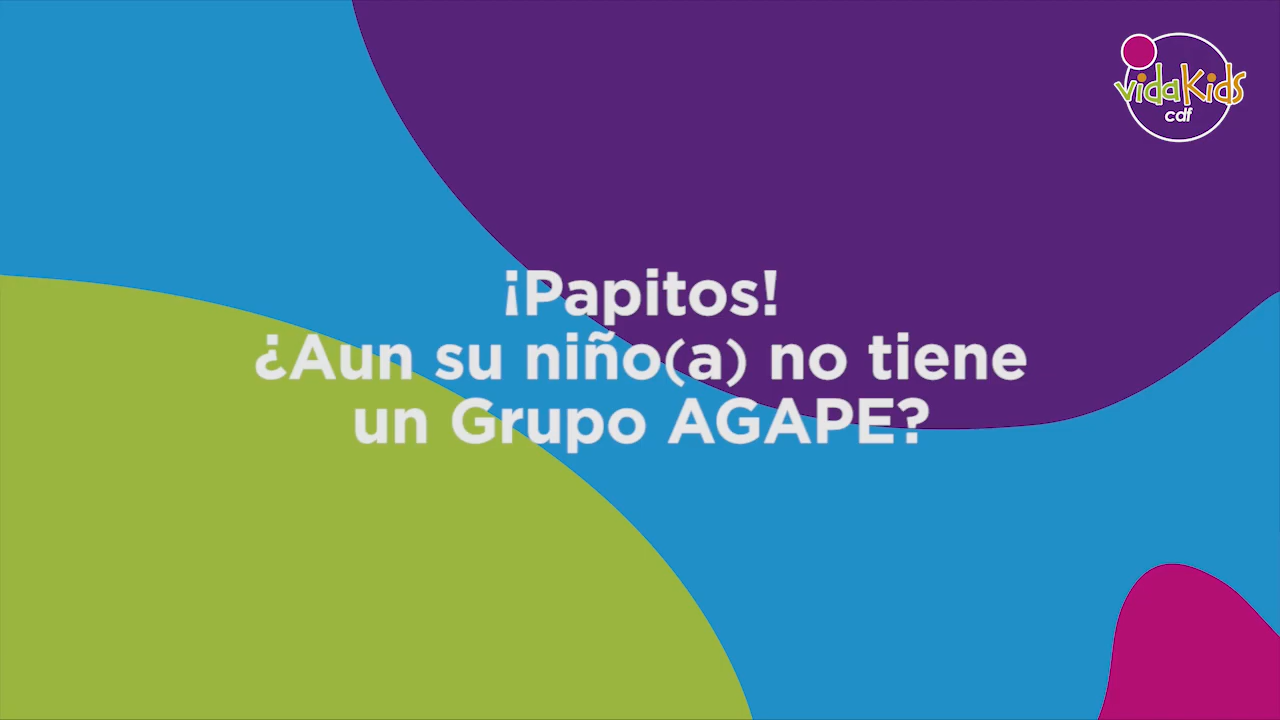 vidaKids
cdf
¡Papitos!
¿Aun su niño(a) no tiene
un Grupo AGAPE?